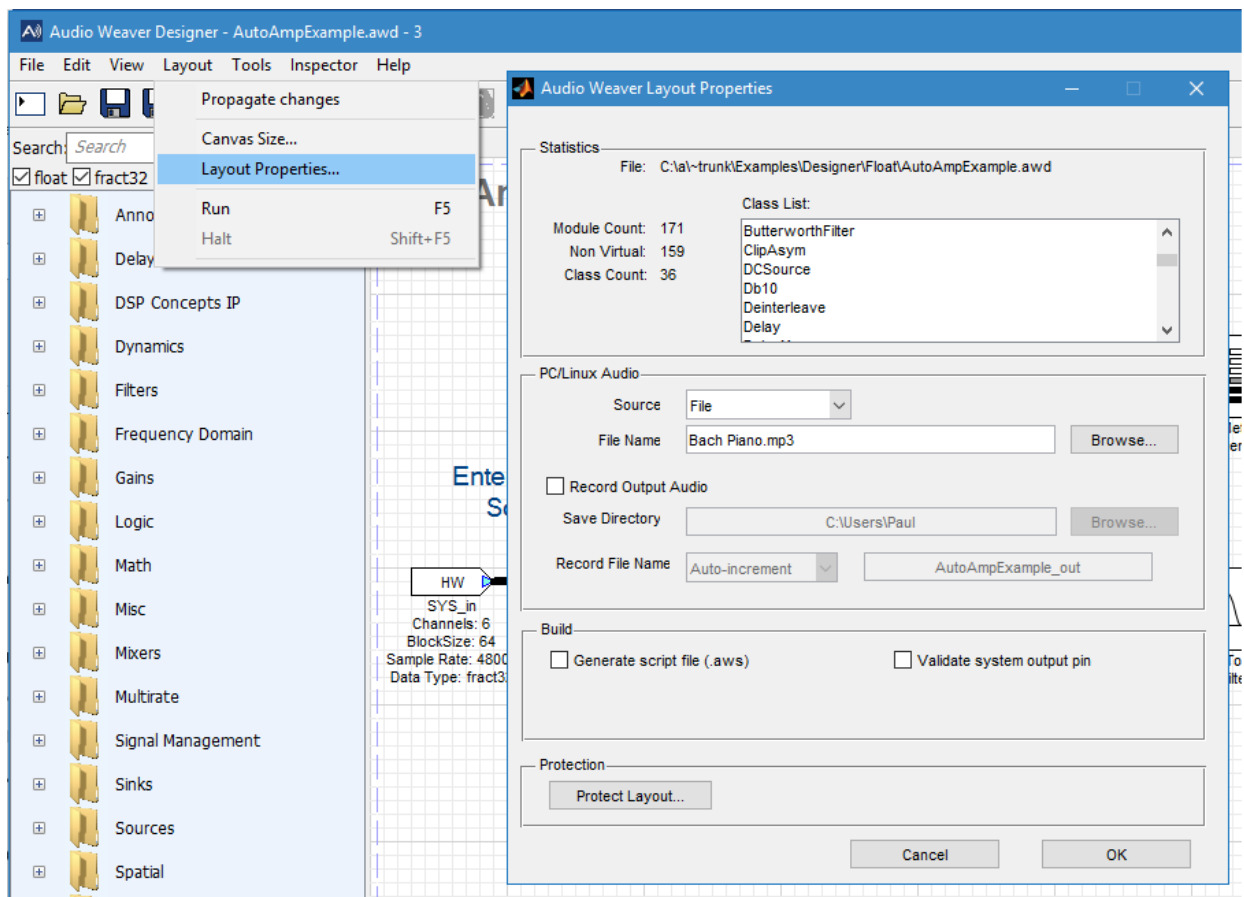 Audio Weaver Designer - AutoAmpExample.awd - 3
File Edit View Layout Tools Inspector Help
Propagate changes
Canvas Size...
Layout Properties...
Run F5
Halt Shift+F5
Search: Search
float fract32
Delay
DSP Concepts IP
Dynamics
Filters
Frequency Domain
Gains
Logic
Math
Misc
Mixers
Multirate
Signal Management
Sinks
Sources
Spatial
HW
SYS_in
Channels: 6
BlockSize: 64
Sample Rate:
Data Type:
Audio Weaver Layout Properties
Statistics
File: C:\a\~trunk\Examples\Designer\Float\AutoAmpExample.awd
Class List:
Module Count: 171
Non Virtual: 159
Class Count: 36
ButterworthFilter
ClipAsym
DCSource
Db10
Deinterleave
Delay
PC/Linux Audio
Source File
File Name Bach Piano.mp3 Browse...
Record Output Audio
Save Directory C:\Users\Paul Browse...
Record File Name Auto-increment AutoAmpExample_out
Build
Generate script file (.aws) Validate system output pin
Protection
Protect Layout...
Cancel OK